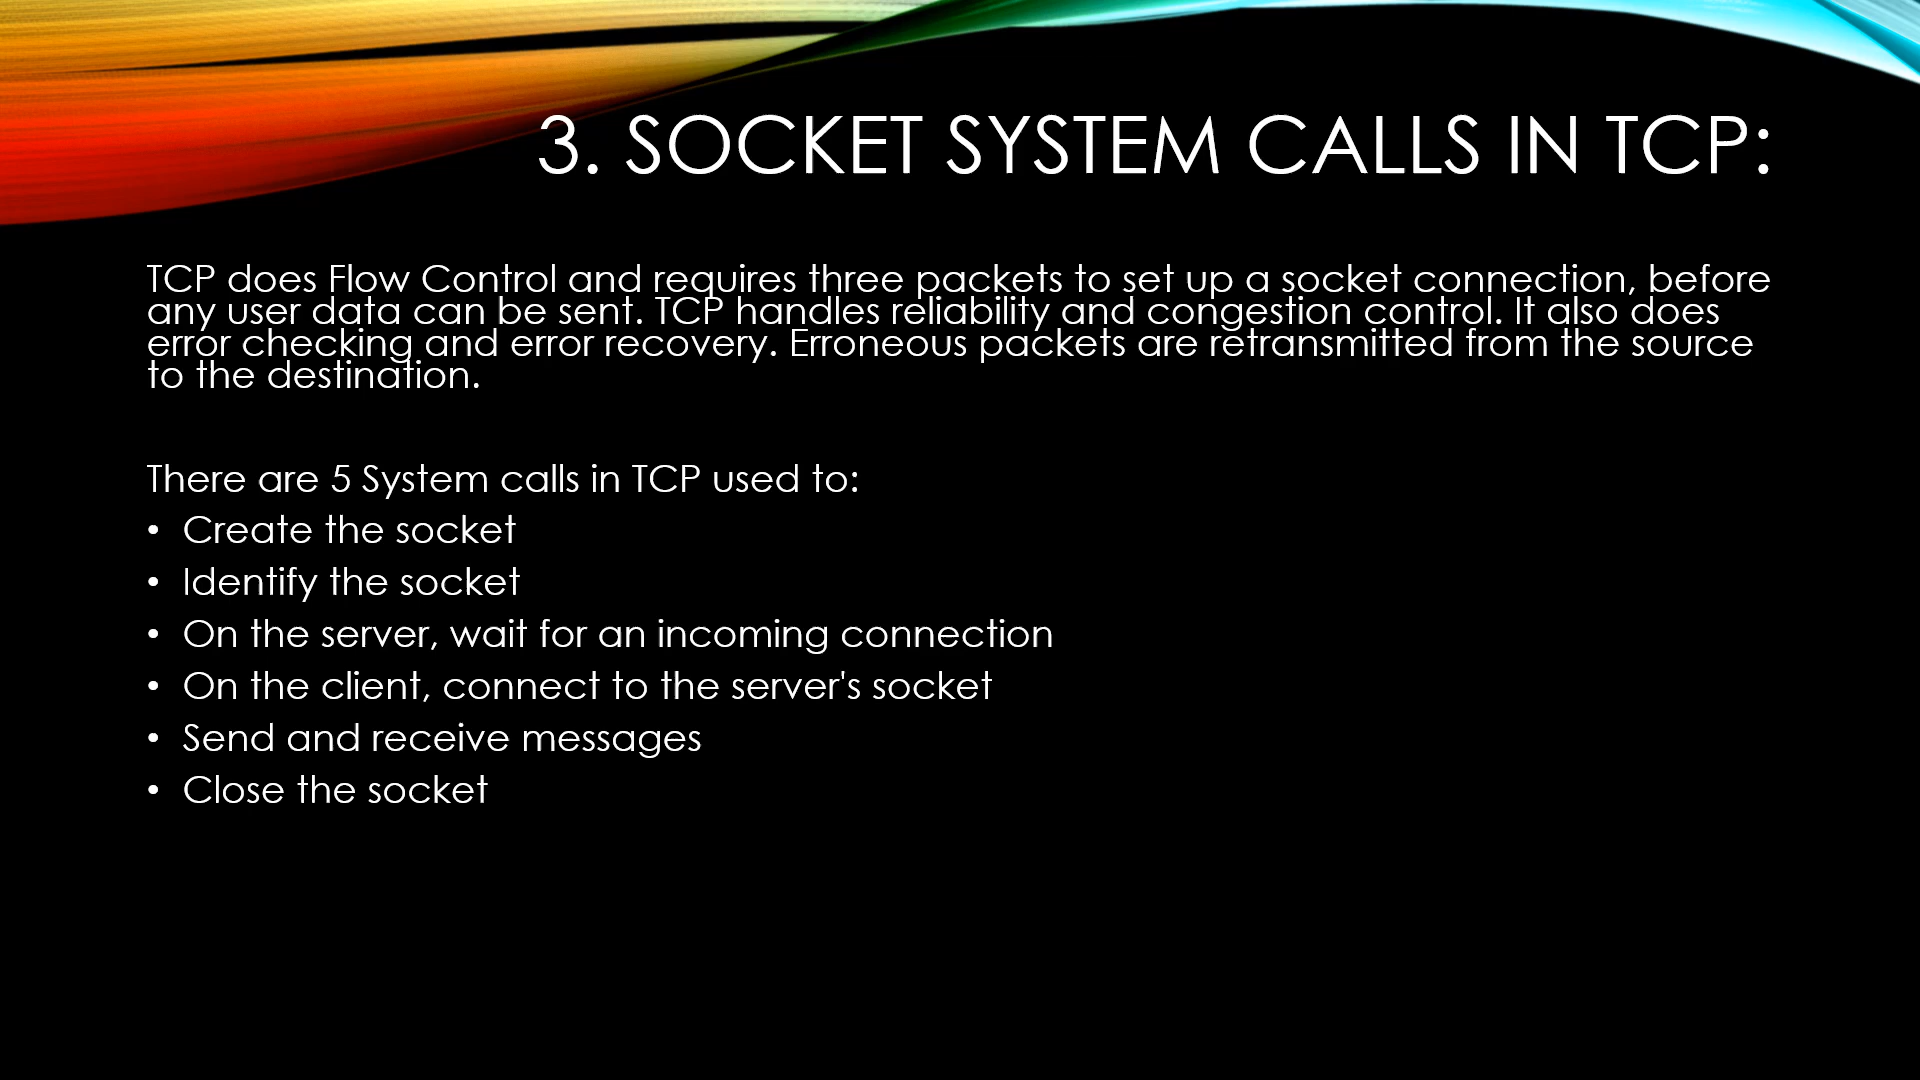 3. SOCKET SYSTEM CALLS IN TCP:
TCP does Flow Control and requires three packets to set up a socket connection, before
any user data can be sent. TCP handles reliability and congestion control. It also does
error checking and error recovery. Erroneous packets are retransmitted from the source
to the destination.
There are 5 System calls in TCP used to:
• Create the socket
• Identify the socket
• On the server, wait for an incoming connection
• On the client, connect to the server's socket
• Send and receive messages
• Close the socket